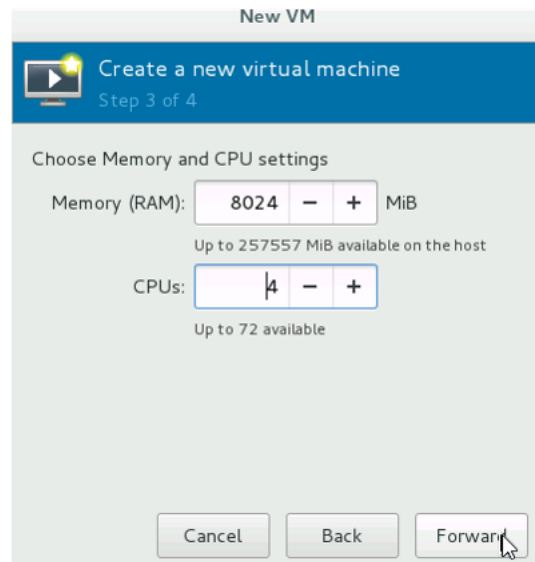 New VM
Create a new virtual machine
Step 3 of 4
Choose Memory and CPU settings
Memory (RAM): 8024 − + MiB
Up to 257557 MiB available on the host
CPUs: 4 − +
Up to 72 available
Cancel Back Forward